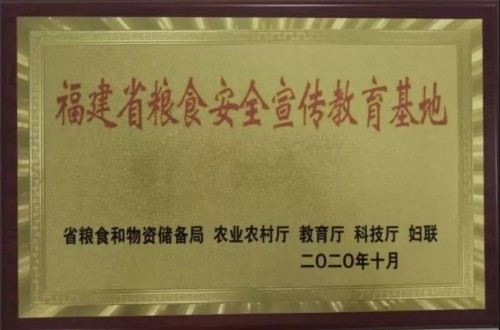 福建省粮食安全宣传教育基地
省粮食和物资储备局 农业农村厅 教育厅 科技厅 妇联
二〇二〇年十月